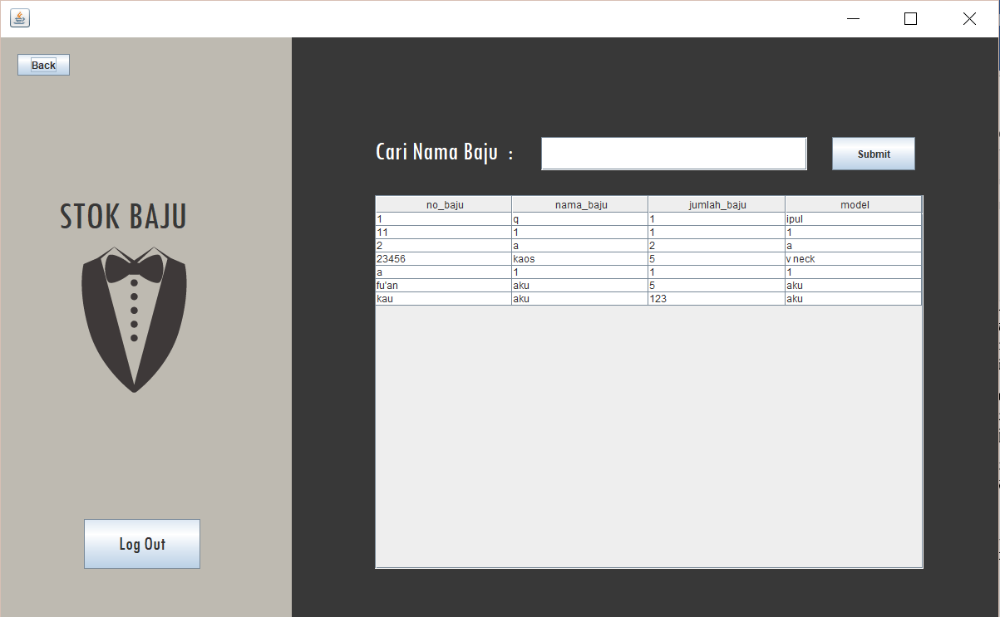 Back
STOK BAJU
Log Out
Cari Nama Baju :
Submit
no_baju nama_baju jumlah_baju model
1 q 1 ipul
11 1 1 1
2 a 2 a
23456 kaos 5 v neck
a 1 1 1
fu'an aku 5 aku
kau aku 123 aku